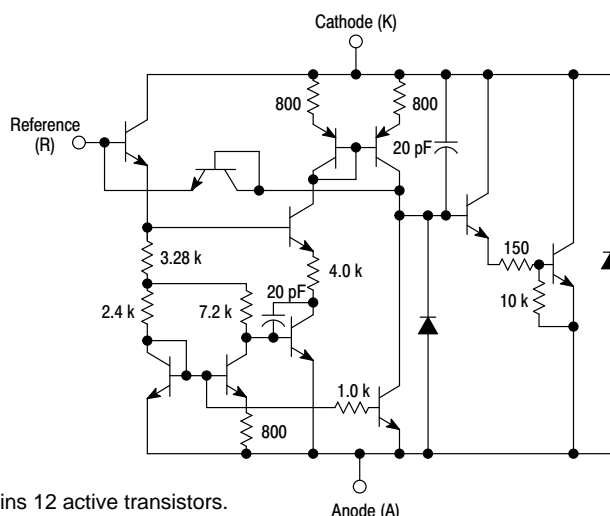 Cathode (K)
800
800
Reference
(R)
20 pF
3.28 k
4.0 k
150
2.4 k
7.2 k
20 pF
10 k
1.0 k
800
ins 12 active transistors.
Anode (A)